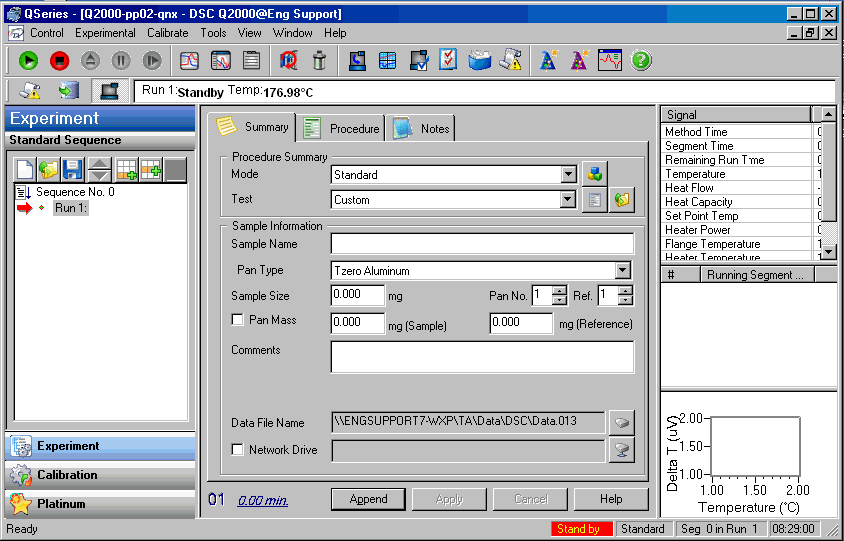 QSeries - [Q2000-pp02-qnx - DSC Q2000@Eng Support]
Control Experimental Calibrate Tools View Window Help
Run 1: Standby Temp: 176.98°C
Experiment
Standard Sequence
Sequence No. 0
Run 1:
Experiment
Calibration
Platinum
Summary Procedure Notes
Procedure Summary
Mode Standard
Test Custom
Sample Information
Sample Name
Pan Type Tzero Aluminum
Sample Size 0.000 mg Pan No. 1 Ref. 1
Pan Mass 0.000 mg (Sample) 0.000 mg (Reference)
Comments
Data File Name \\ENGSUPPORT7-WXP\TA\Data\DSC\Data.013
Network Drive
01 0.00 min. Append Apply Cancel Help
Signal
Method Time
Segment Time
Remaining Run Time
Temperature
Heat Flow
Heat Capacity
Set Point Temp
Heater Power
Flange Temperature
Heater Temperature
# Running Segment ...
Delta T (uV)
2.00
1.50
1.00
1.00 1.50 2.00
Temperature (°C)
Ready Stand by Standard Seg 0 in Run 1 08:29:00